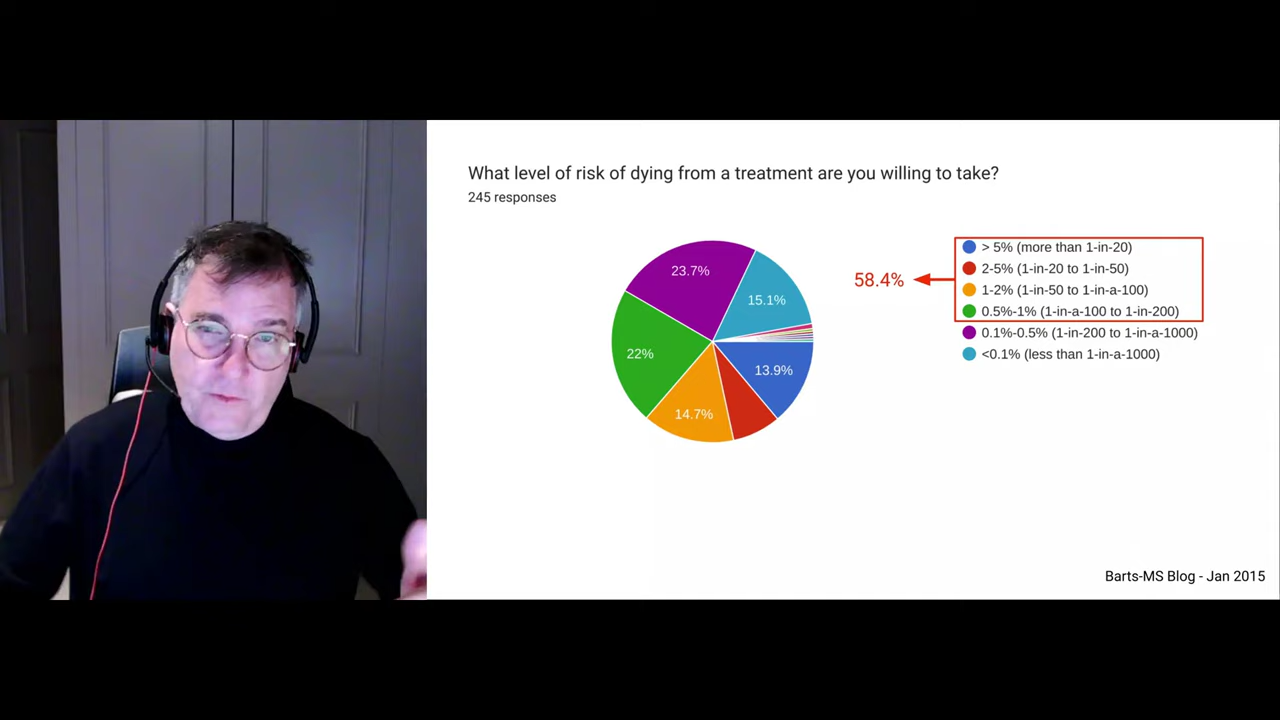 What level of risk of dying from a treatment are you willing to take?
245 responses
23.7%
15.1%
22%
13.9%
14.7%
58.4%
> 5% (more than 1-in-20)
2-5% (1-in-20 to 1-in-50)
1-2% (1-in-50 to 1-in-a-100)
0.5%-1% (1-in-a-100 to 1-in-200)
0.1%-0.5% (1-in-200 to 1-in-a-1000)
<0.1% (less than 1-in-a-1000)
Barts-MS Blog - Jan 2015